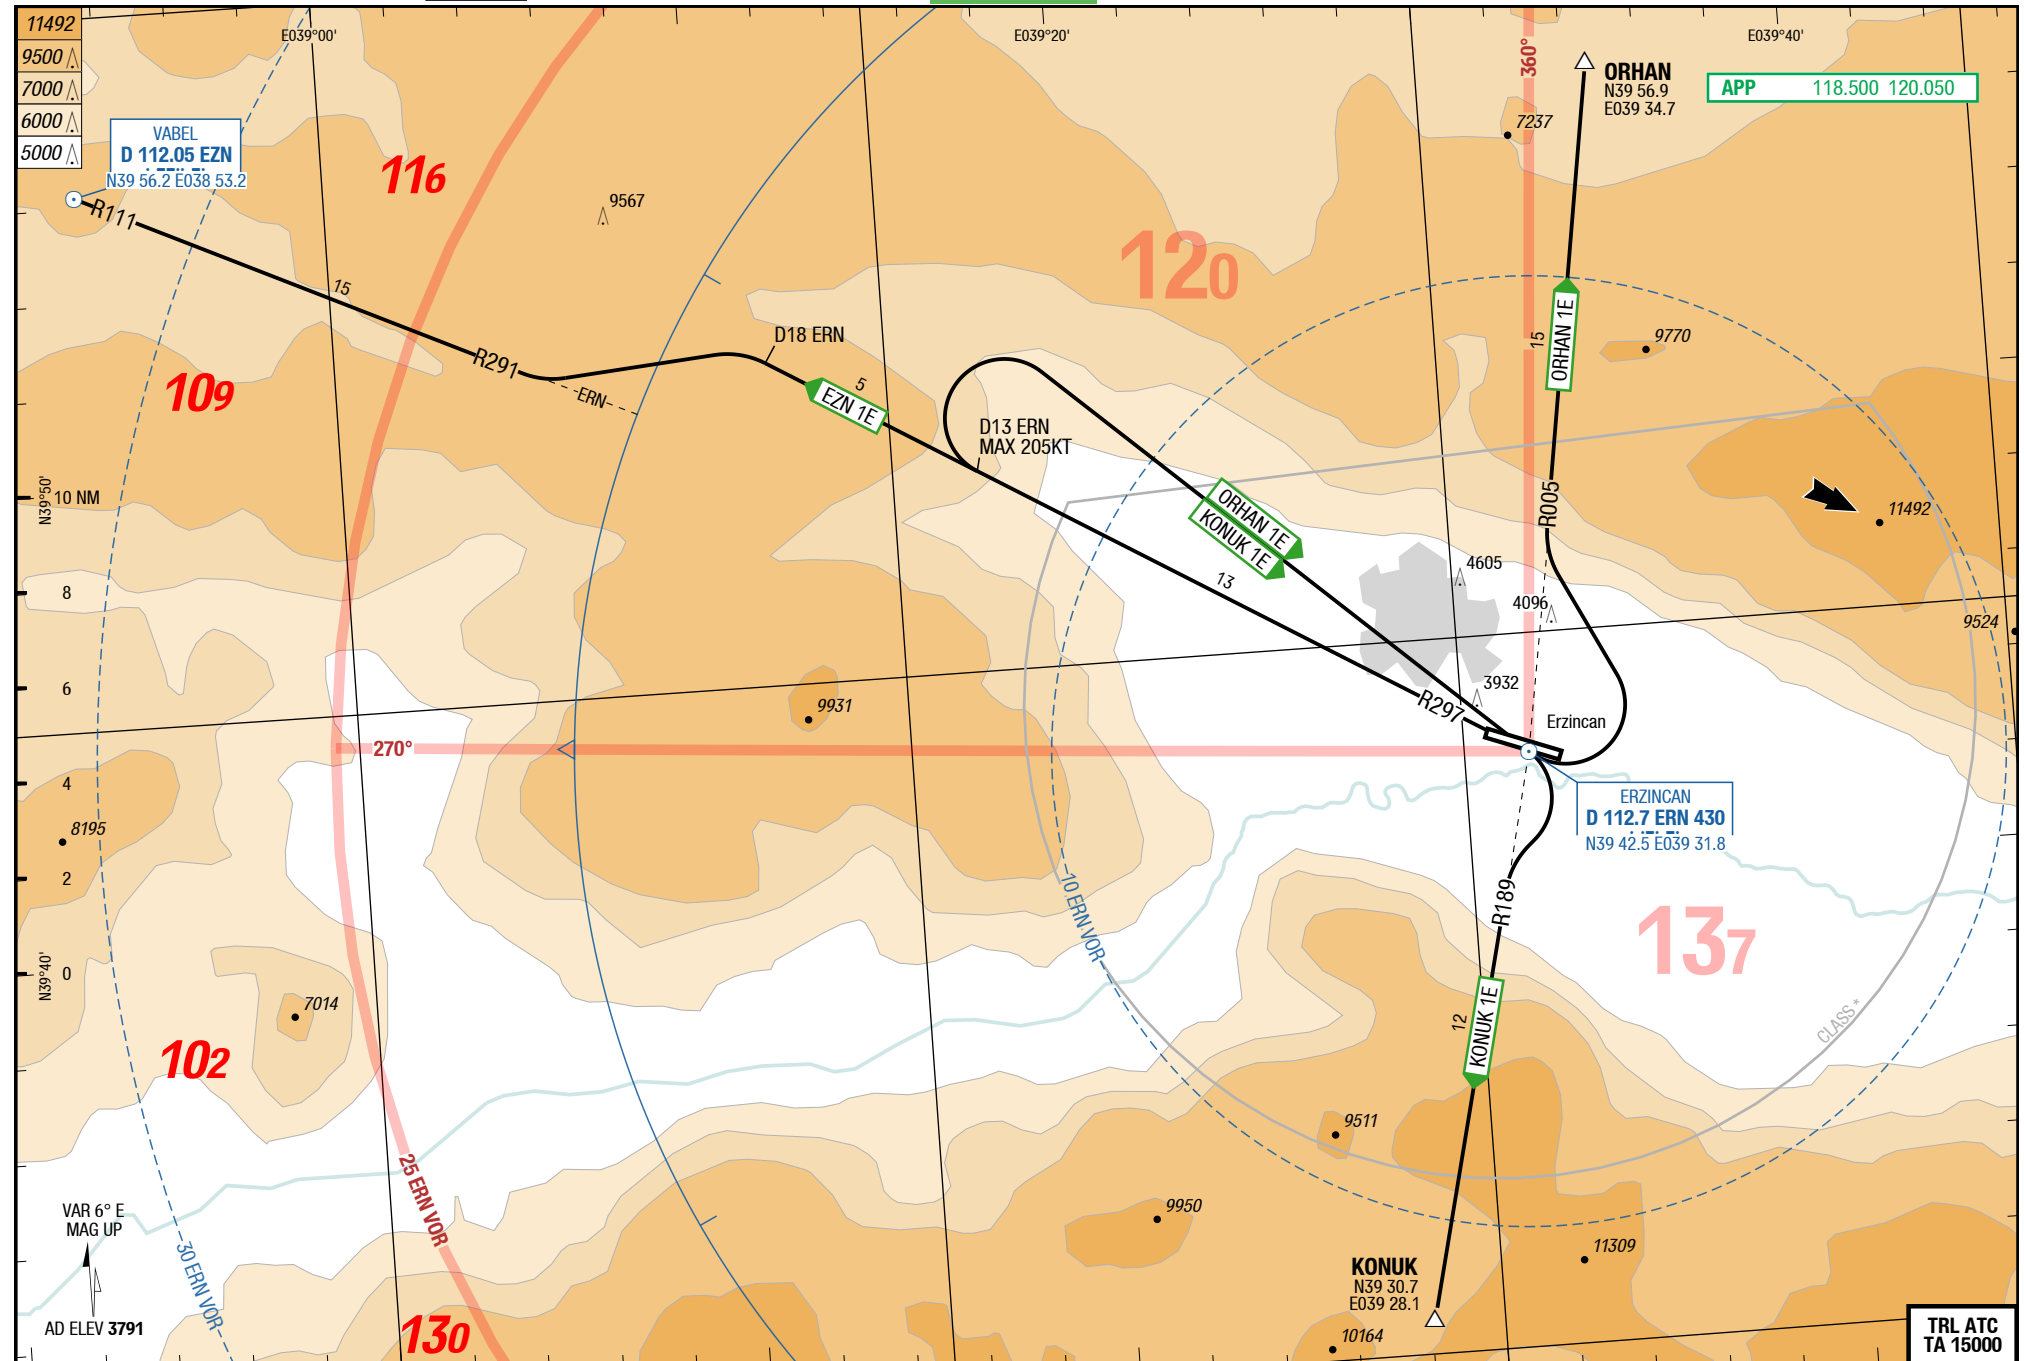 11492
9500
7000
6000
5000
E039°00'
E039°20'
E039°40'
360°
ORHAN
N39 56.9
E039 34.7
APP 118.500 120.050
VABEL
D 112.05 EZN
N39 56.2 E038 53.2
116
9567
7237
120
R111
15
R291
D18 ERN
ERN
5
EZN 1E
109
D13 ERN
MAX 205KT
15
ORHAN 1E
9770
R005
ORHAN 1E
KONUK 1E
13
11492
N39°50'
10 NM
8
6
4
2
0
4605
4096
9524
3932
R297
Erzincan
9931
270°
8195
ERZINCAN
D 112.7 ERN 430
N39 42.5 E039 31.8
10 ERN VOR
R189
137
N39°40'
7014
12
KONUK 1E
CLASS *
102
9511
25 ERN VOR
9950
VAR 6° E
MAG UP
30 ERN VOR
11309
KONUK
N39 30.7
E039 28.1
AD ELEV 3791
130
10164
TRL ATC
TA 15000